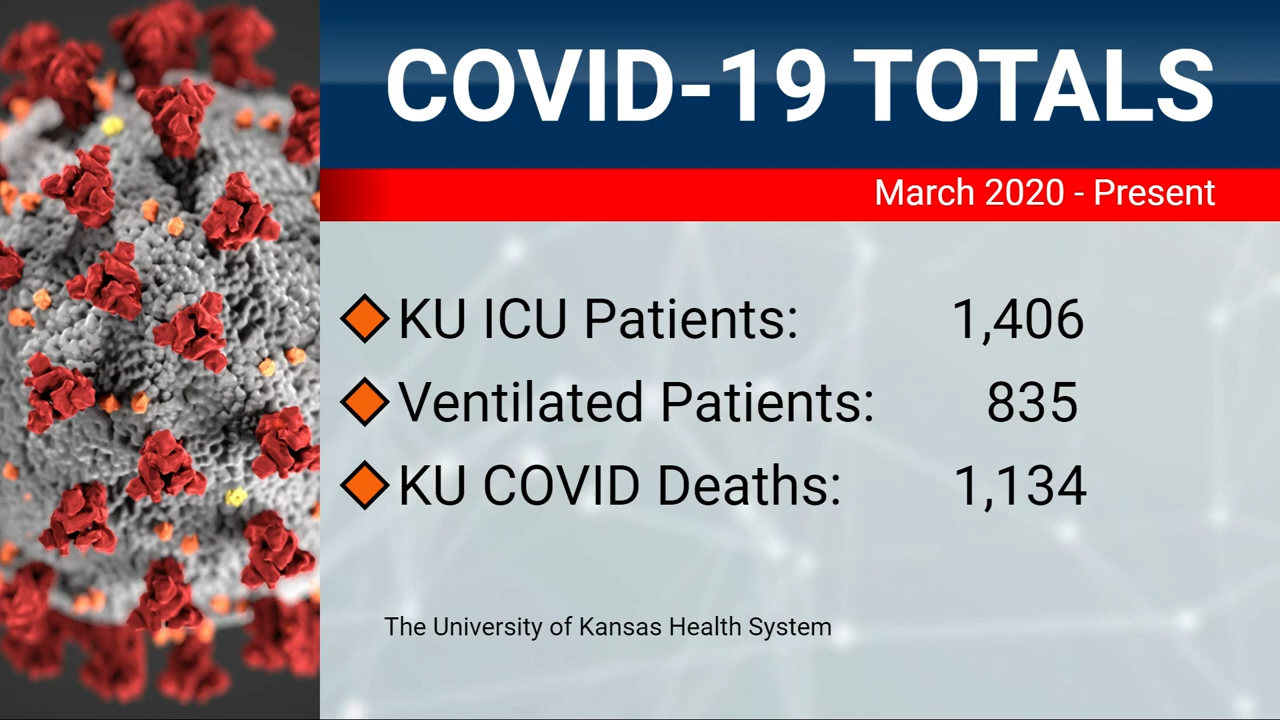 COVID-19 TOTALS
March 2020 - Present
KU ICU Patients: 1,406
Ventilated Patients: 835
KU COVID Deaths: 1,134
The University of Kansas Health System